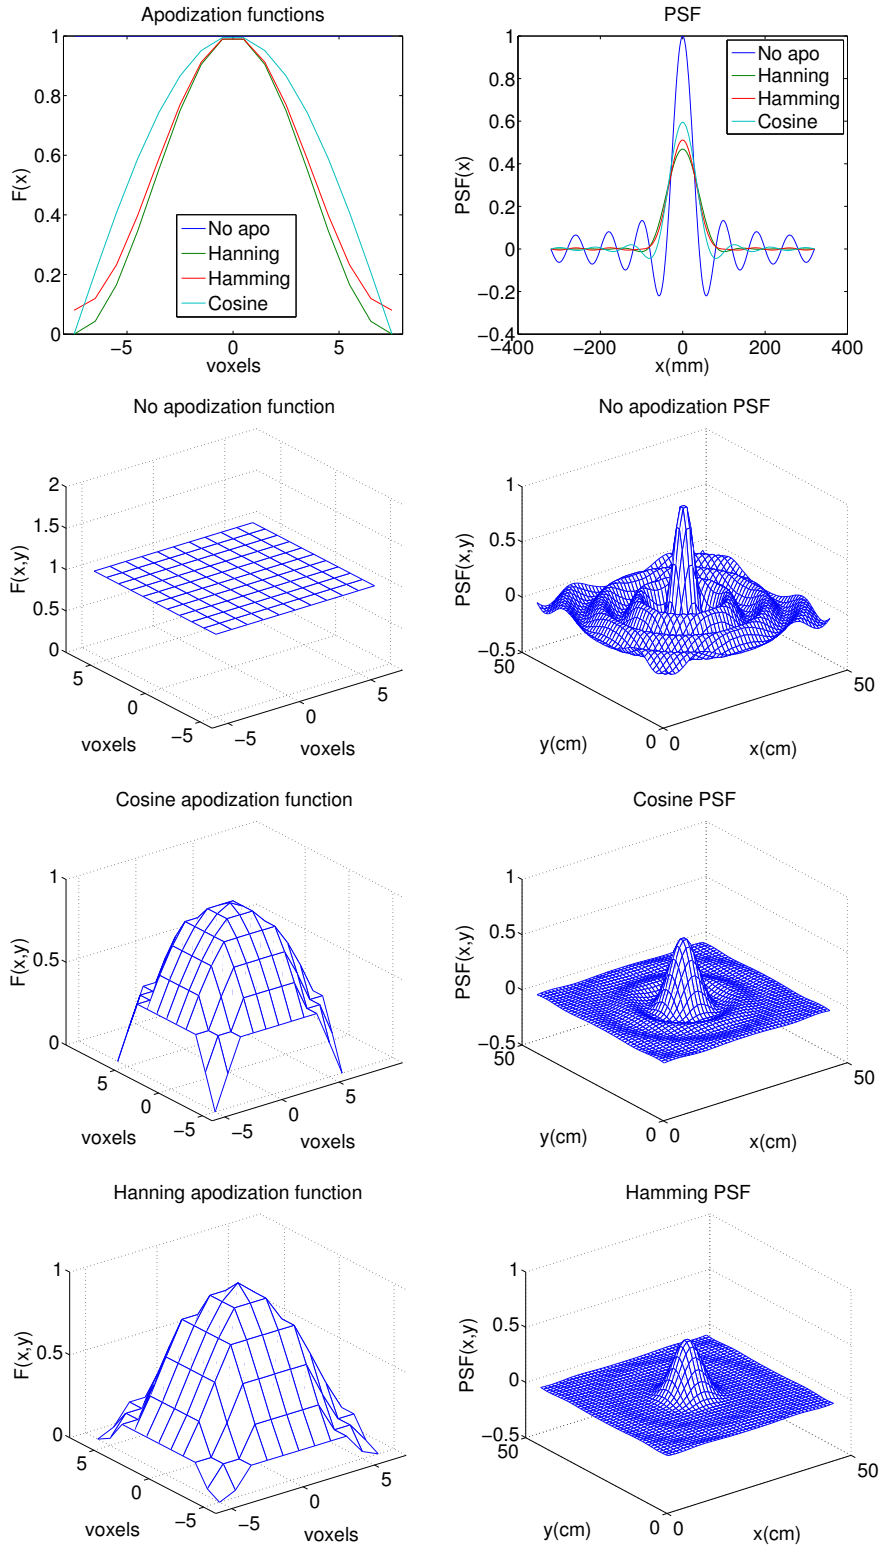 Apodization functions
F(x)
1
0.8
0.6
0.4
0.2
0
−5
0
5
voxels
No apo
Hanning
Hamming
Cosine
PSF
PSF(x)
1
0.8
0.6
0.4
0.2
0
−0.2
−0.4
−400
−200
0
200
400
x(mm)
No apo
Hanning
Hamming
Cosine
No apodization function
F(x,y)
2
1.5
1
0.5
0
5
0
−5
voxels
−5
0
5
voxels
No apodization PSF
PSF(x,y)
1
0.5
0
−0.5
50
0
y(cm)
0
50
x(cm)
Cosine apodization function
F(x,y)
1
0.5
0
5
0
−5
voxels
−5
0
5
voxels
Cosine PSF
PSF(x,y)
1
0.5
0
−0.5
50
0
y(cm)
0
50
x(cm)
Hanning apodization function
F(x,y)
1
0.5
0
5
0
−5
voxels
−5
0
5
voxels
Hamming PSF
PSF(x,y)
1
0.5
0
−0.5
50
0
y(cm)
0
50
x(cm)